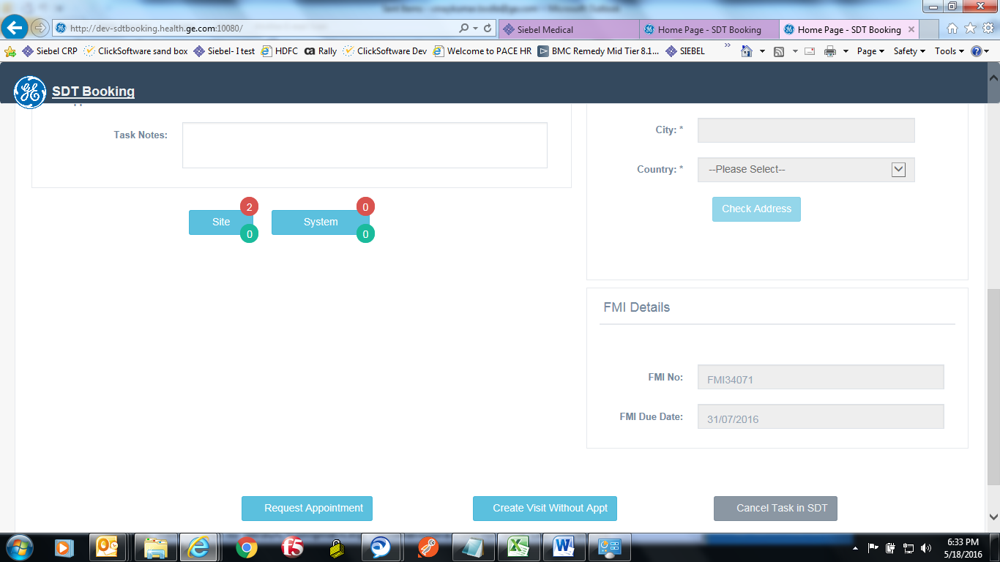 http://dev-sdtbooking.health.ge.com:10080/
Siebel Medical
Home Page - SDT Booking
Home Page - SDT Booking
Siebel CRP
ClickSoftware sand box
Siebel- I test
HDFC
ca Rally
ClickSoftware Dev
Welcome to PACE HR
BMC Remedy Mid Tier 8.1...
SIEBEL
Page
Safety
Tools
SDT Booking
Task Notes:
City: *
Country: *
--Please Select--
Check Address
Site
2
0
System
0
0
FMI Details
FMI No:
FMI34071
FMI Due Date:
31/07/2016
Request Appointment
Create Visit Without Appt
Cancel Task in SDT
f5
6:33 PM
5/18/2016